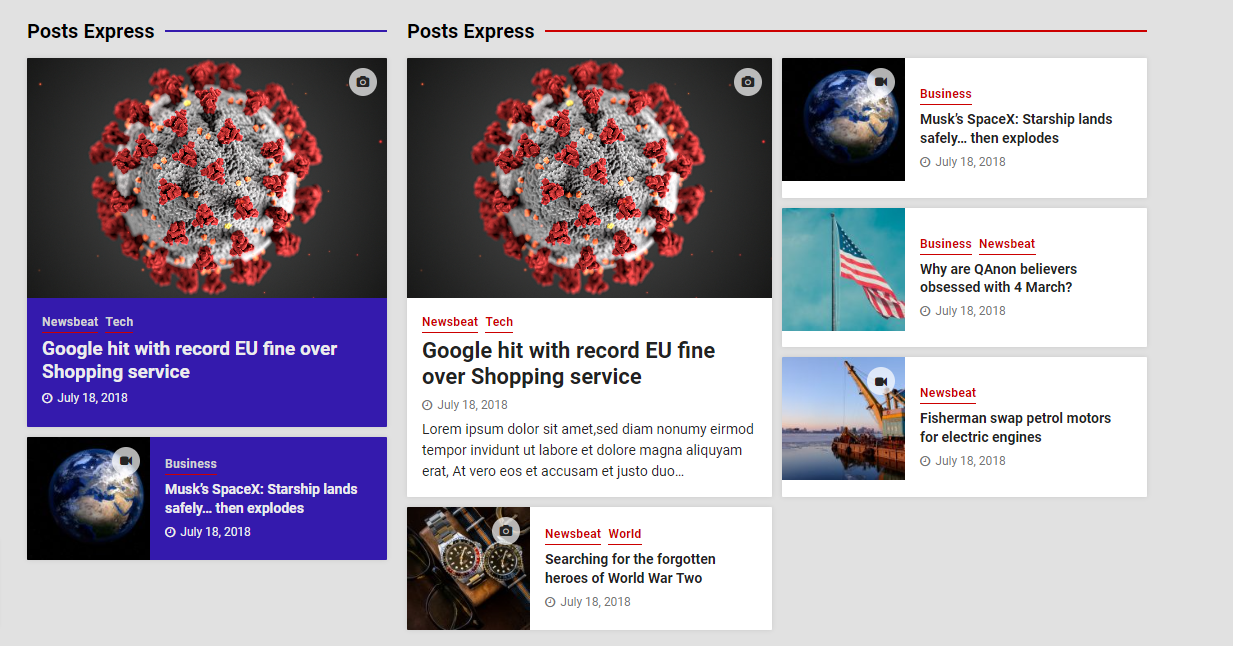 Posts Express
Newsbeat Tech
Google hit with record EU fine over
Shopping service
July 18, 2018
Business
Musk's SpaceX: Starship lands
safely... then explodes
July 18, 2018
Posts Express
Newsbeat Tech
Google hit with record EU fine
over Shopping service
July 18, 2018
Lorem ipsum dolor sit amet,sed diam nonumy eirmod
tempor invidunt ut labore et dolore magna aliquyam
erat, At vero eos et accusam et justo duo...
Newsbeat World
Searching for the forgotten
heroes of World War Two
July 18, 2018
Business
Musk's SpaceX: Starship lands
safely... then explodes
July 18, 2018
Business Newsbeat
Why are QAnon believers
obsessed with 4 March?
July 18, 2018
Newsbeat
Fisherman swap petrol motors
for electric engines
July 18, 2018